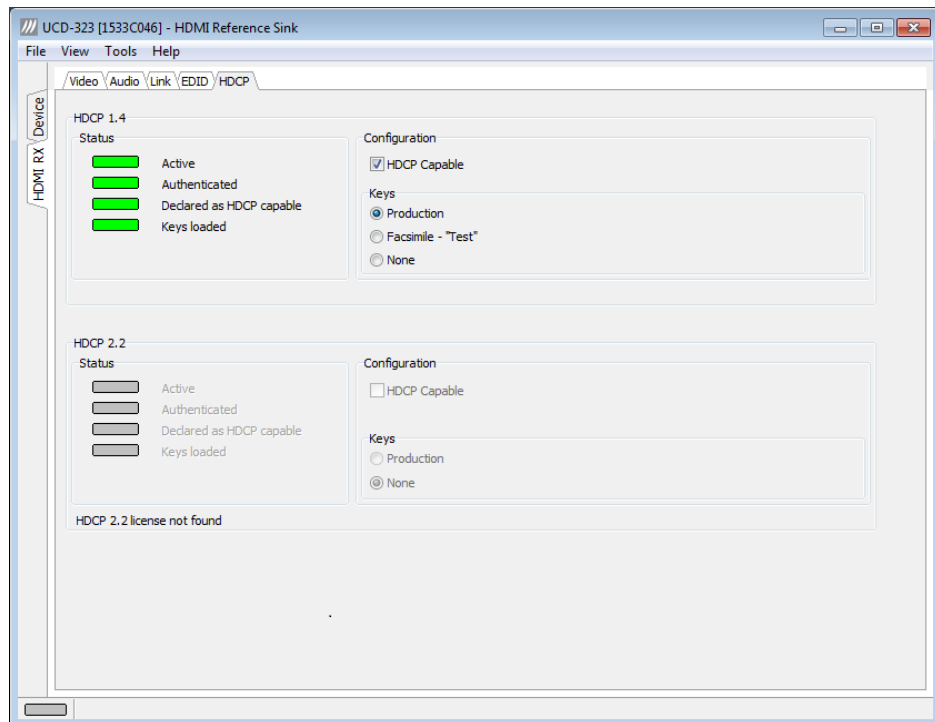 UCD-323 [1533C046] - HDMI Reference Sink
File View Tools Help
Device
HDMI RX
Video Audio Link EDID HDCP
HDCP 1.4
Status
Active
Authenticated
Declared as HDCP capable
Keys loaded
Configuration
HDCP Capable
Keys
Production
Facsimile - "Test"
None
HDCP 2.2
Status
Active
Authenticated
Declared as HDCP capable
Keys loaded
Configuration
HDCP Capable
Keys
Production
None
HDCP 2.2 license not found